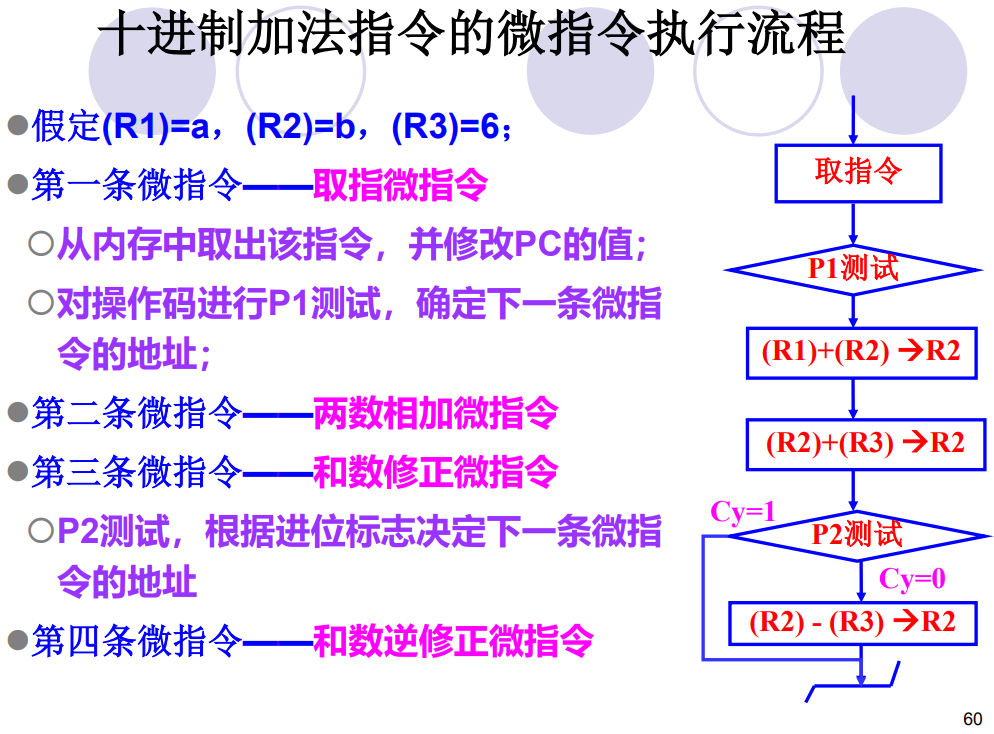 十进制加法指令的微指令执行流程
●假定(R1)=a，(R2)=b，(R3)=6；
●第一条微指令——取指微指令
○从内存中取出该指令，并修改PC的值；
○对操作码进行P1测试，确定下一条微指
令的地址；
●第二条微指令——两数相加微指令
●第三条微指令——和数修正微指令
○P2测试，根据进位标志决定下一条微指
令的地址
●第四条微指令——和数逆修正微指令
取指令
P1测试
(R1)+(R2) →R2
(R2)+(R3) →R2
Cy=1
P2测试
Cy=0
(R2) - (R3) →R2
60